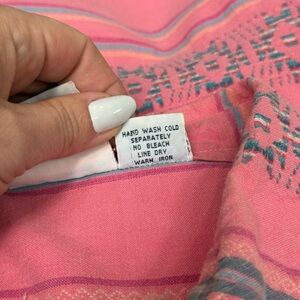 HAND WASH COLD
SEPARATELY
NO BLEACH
LINE DRY
WARM IRON